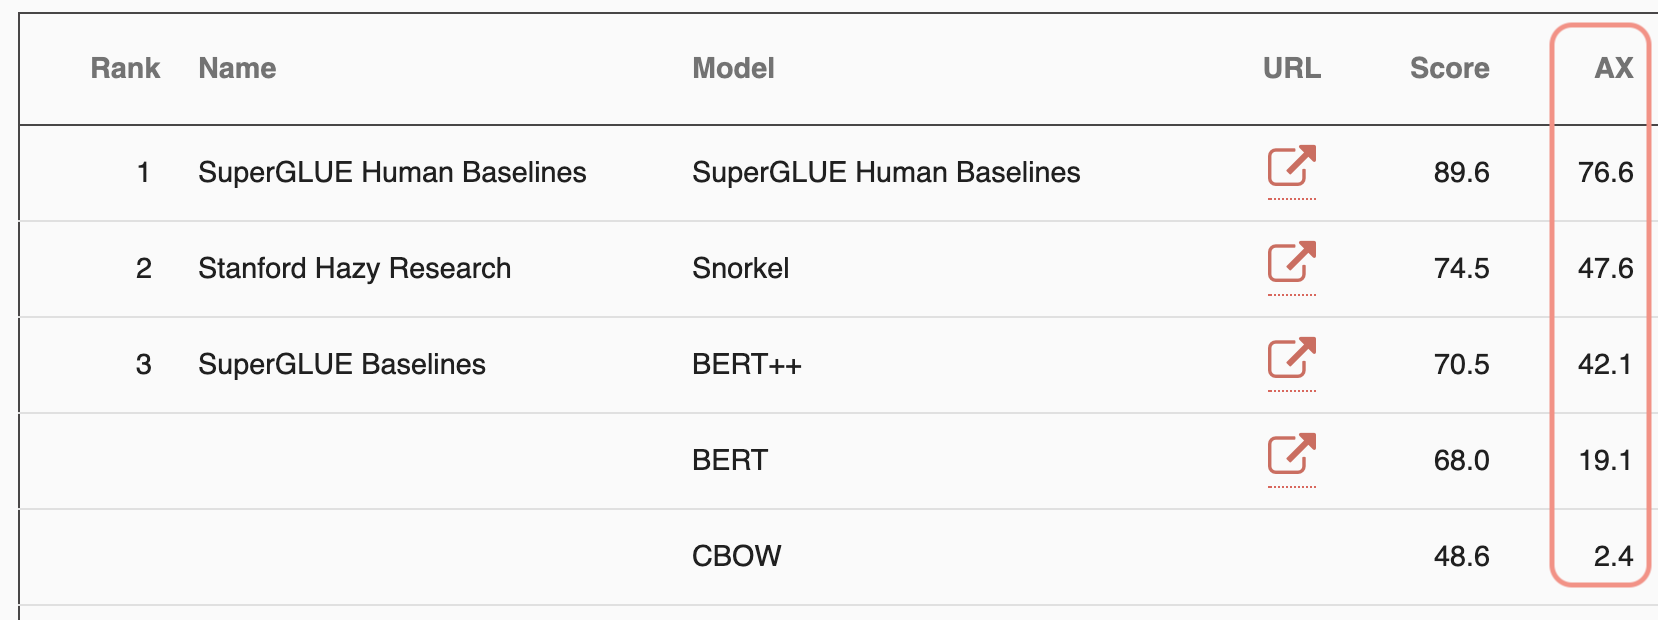 Rank Name Model URL Score AX
1 SuperGLUE Human Baselines SuperGLUE Human Baselines 89.6 76.6
2 Stanford Hazy Research Snorkel 74.5 47.6
3 SuperGLUE Baselines BERT++ 70.5 42.1
BERT 68.0 19.1
CBOW 48.6 2.4